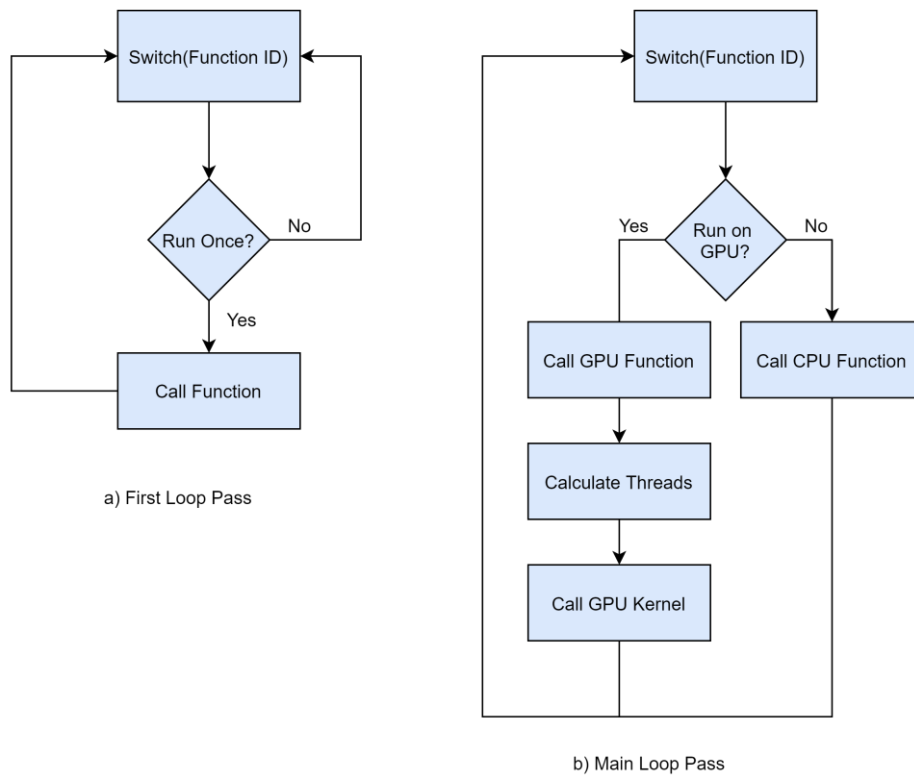 Switch(Function ID)
Run Once?
No
Yes
Call Function
a) First Loop Pass
Switch(Function ID)
Yes
Run on
GPU?
No
Call GPU Function
Call CPU Function
Calculate Threads
Call GPU Kernel
b) Main Loop Pass